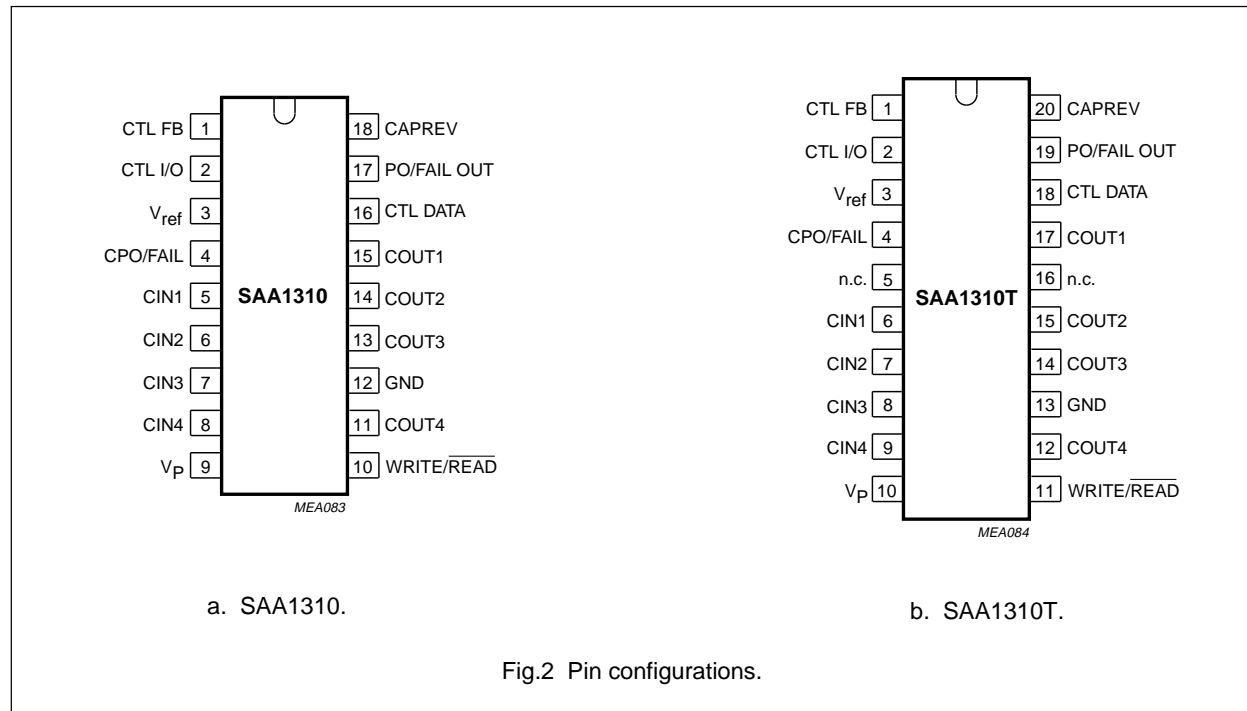 CTL FB 1
CTL I/O 2
Vref 3
CPO/FAIL 4
CIN1 5
CIN2 6
CIN3 7
CIN4 8
VP 9
SAA1310
18 CAPREV
17 PO/FAIL OUT
16 CTL DATA
15 COUT1
14 COUT2
13 COUT3
12 GND
11 COUT4
10 WRITE/READ
MEA083
a. SAA1310.
CTL FB 1
CTL I/O 2
Vref 3
CPO/FAIL 4
n.c. 5
CIN1 6
CIN2 7
CIN3 8
CIN4 9
VP 10
SAA1310T
20 CAPREV
19 PO/FAIL OUT
18 CTL DATA
17 COUT1
16 n.c.
15 COUT2
14 COUT3
13 GND
12 COUT4
11 WRITE/READ
MEA084
b. SAA1310T.
Fig.2 Pin configurations.